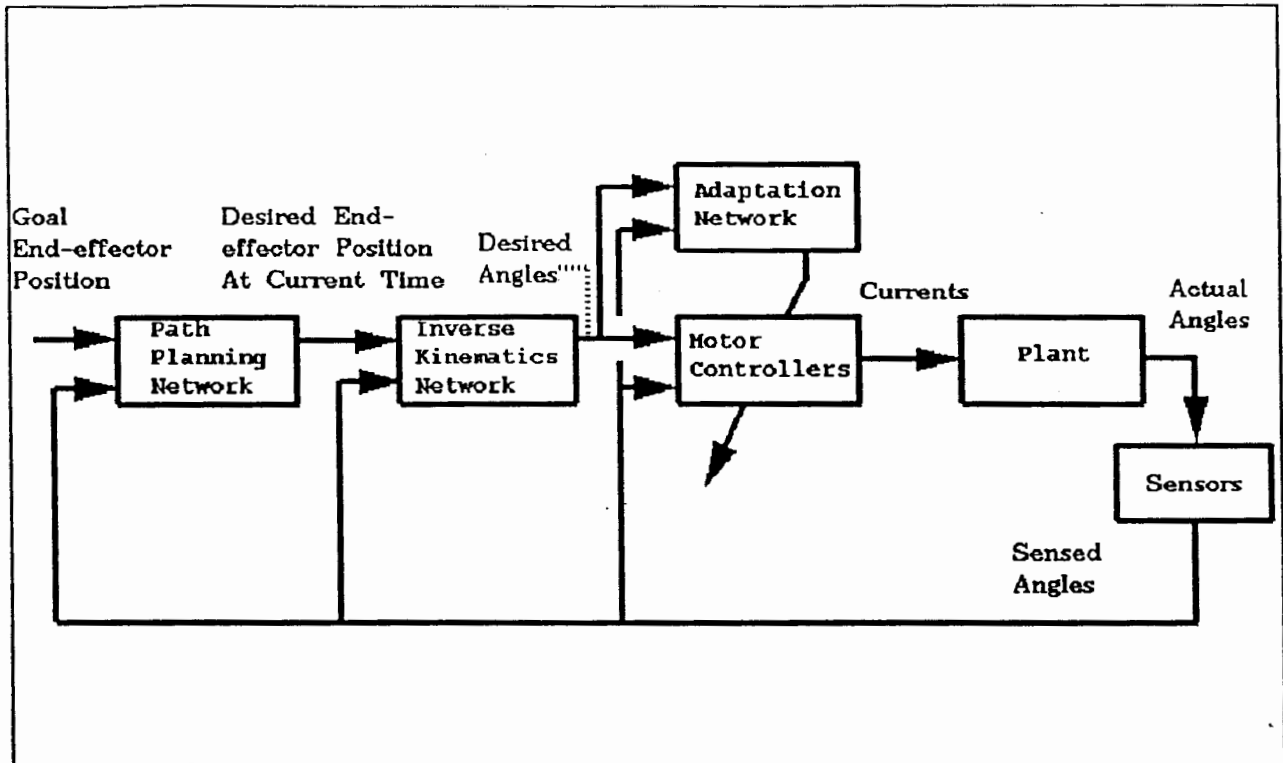 Adaptation
Network
Goal
End-effector
Position
Desired End-
effector Position
At Current Time
Desired
Angles
Currents
Actual
Angles
Path
Planning
Network
Inverse
Kinematics
Network
Motor
Controllers
Plant
Sensors
Sensed
Angles